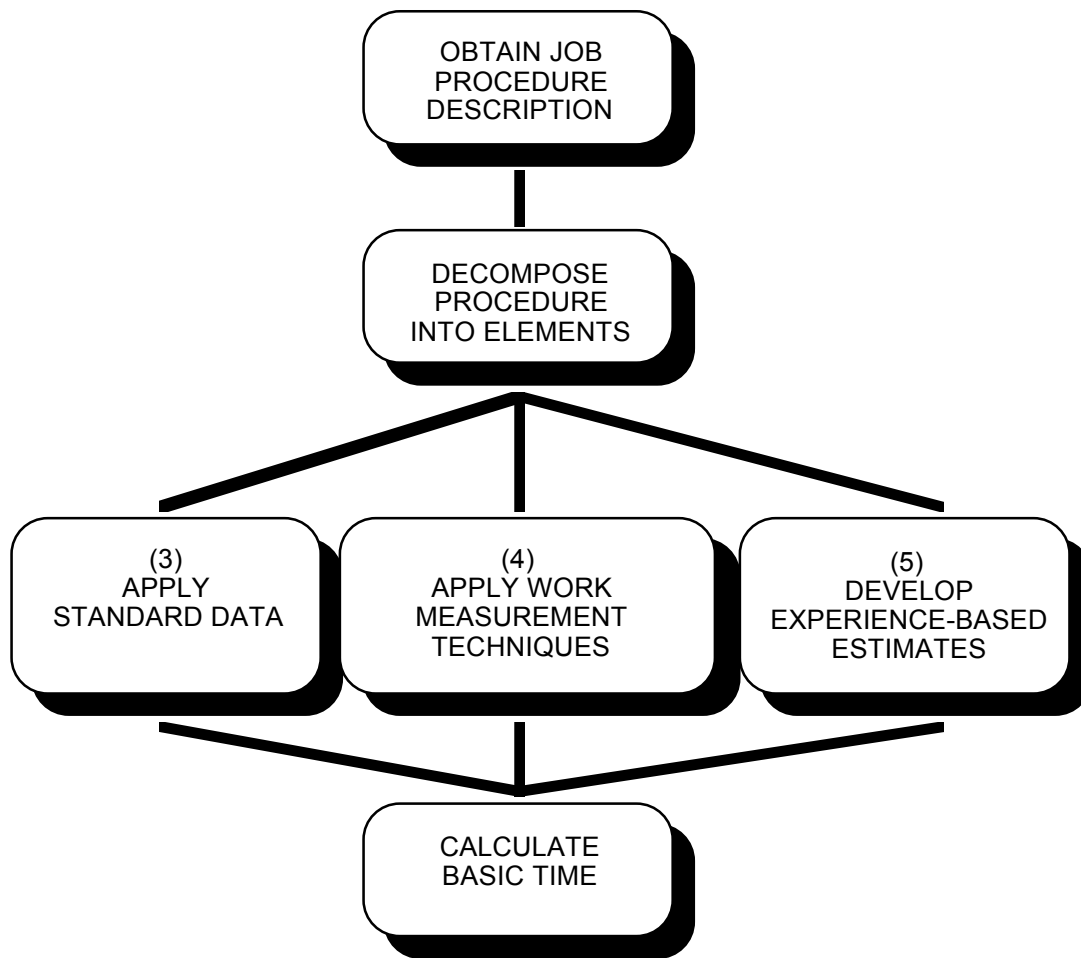 OBTAIN JOB
PROCEDURE
DESCRIPTION
DECOMPOSE
PROCEDURE
INTO ELEMENTS
(3)
APPLY
STANDARD DATA
(4)
APPLY WORK
MEASUREMENT
TECHNIQUES
(5)
DEVELOP
EXPERIENCE-BASED
ESTIMATES
CALCULATE
BASIC TIME